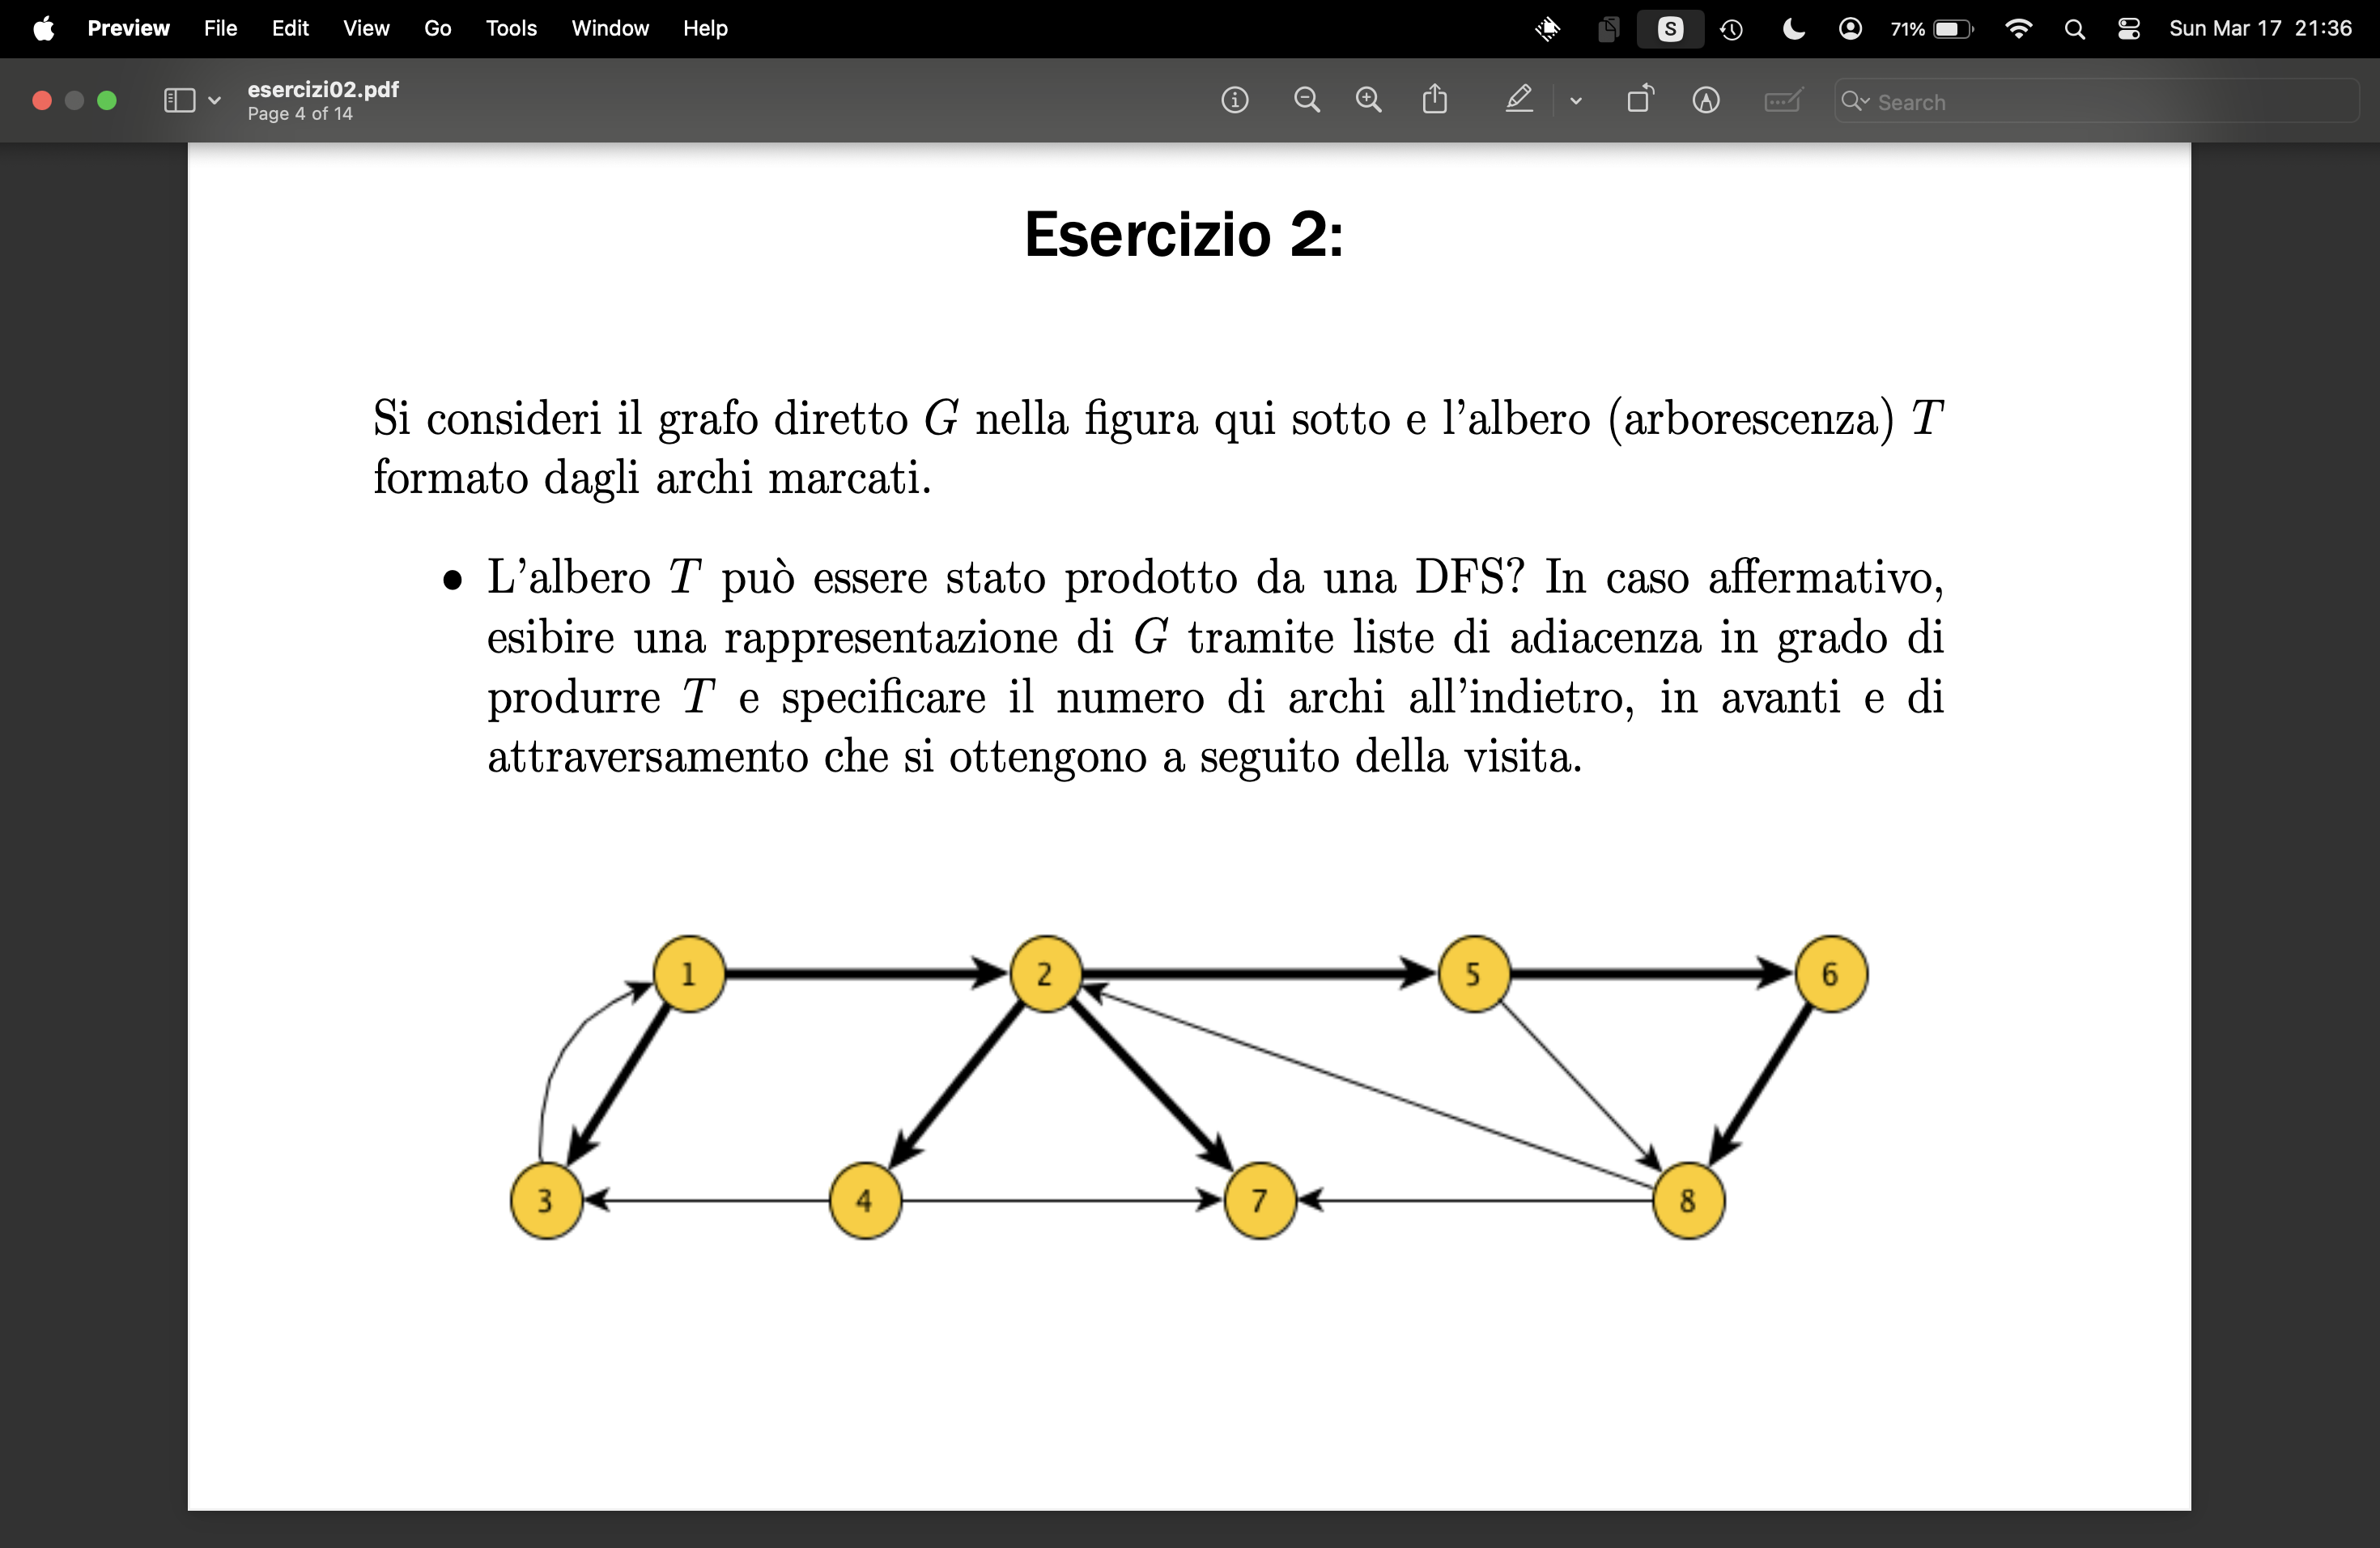 Preview File Edit View Go Tools Window Help S 71% Sun Mar 17 21:36
esercizi02.pdf
Page 4 of 14
Search
Esercizio 2:
Si consideri il grafo diretto G nella figura qui sotto e l'albero (arborescenza) T
formato dagli archi marcati.
• L'albero T può essere stato prodotto da una DFS? In caso affermativo,
esibire una rappresentazione di G tramite liste di adiacenza in grado di
produrre T e specificare il numero di archi all'indietro, in avanti e di
attraversamento che si ottengono a seguito della visita.
1 2 5 6
3 4 7 8